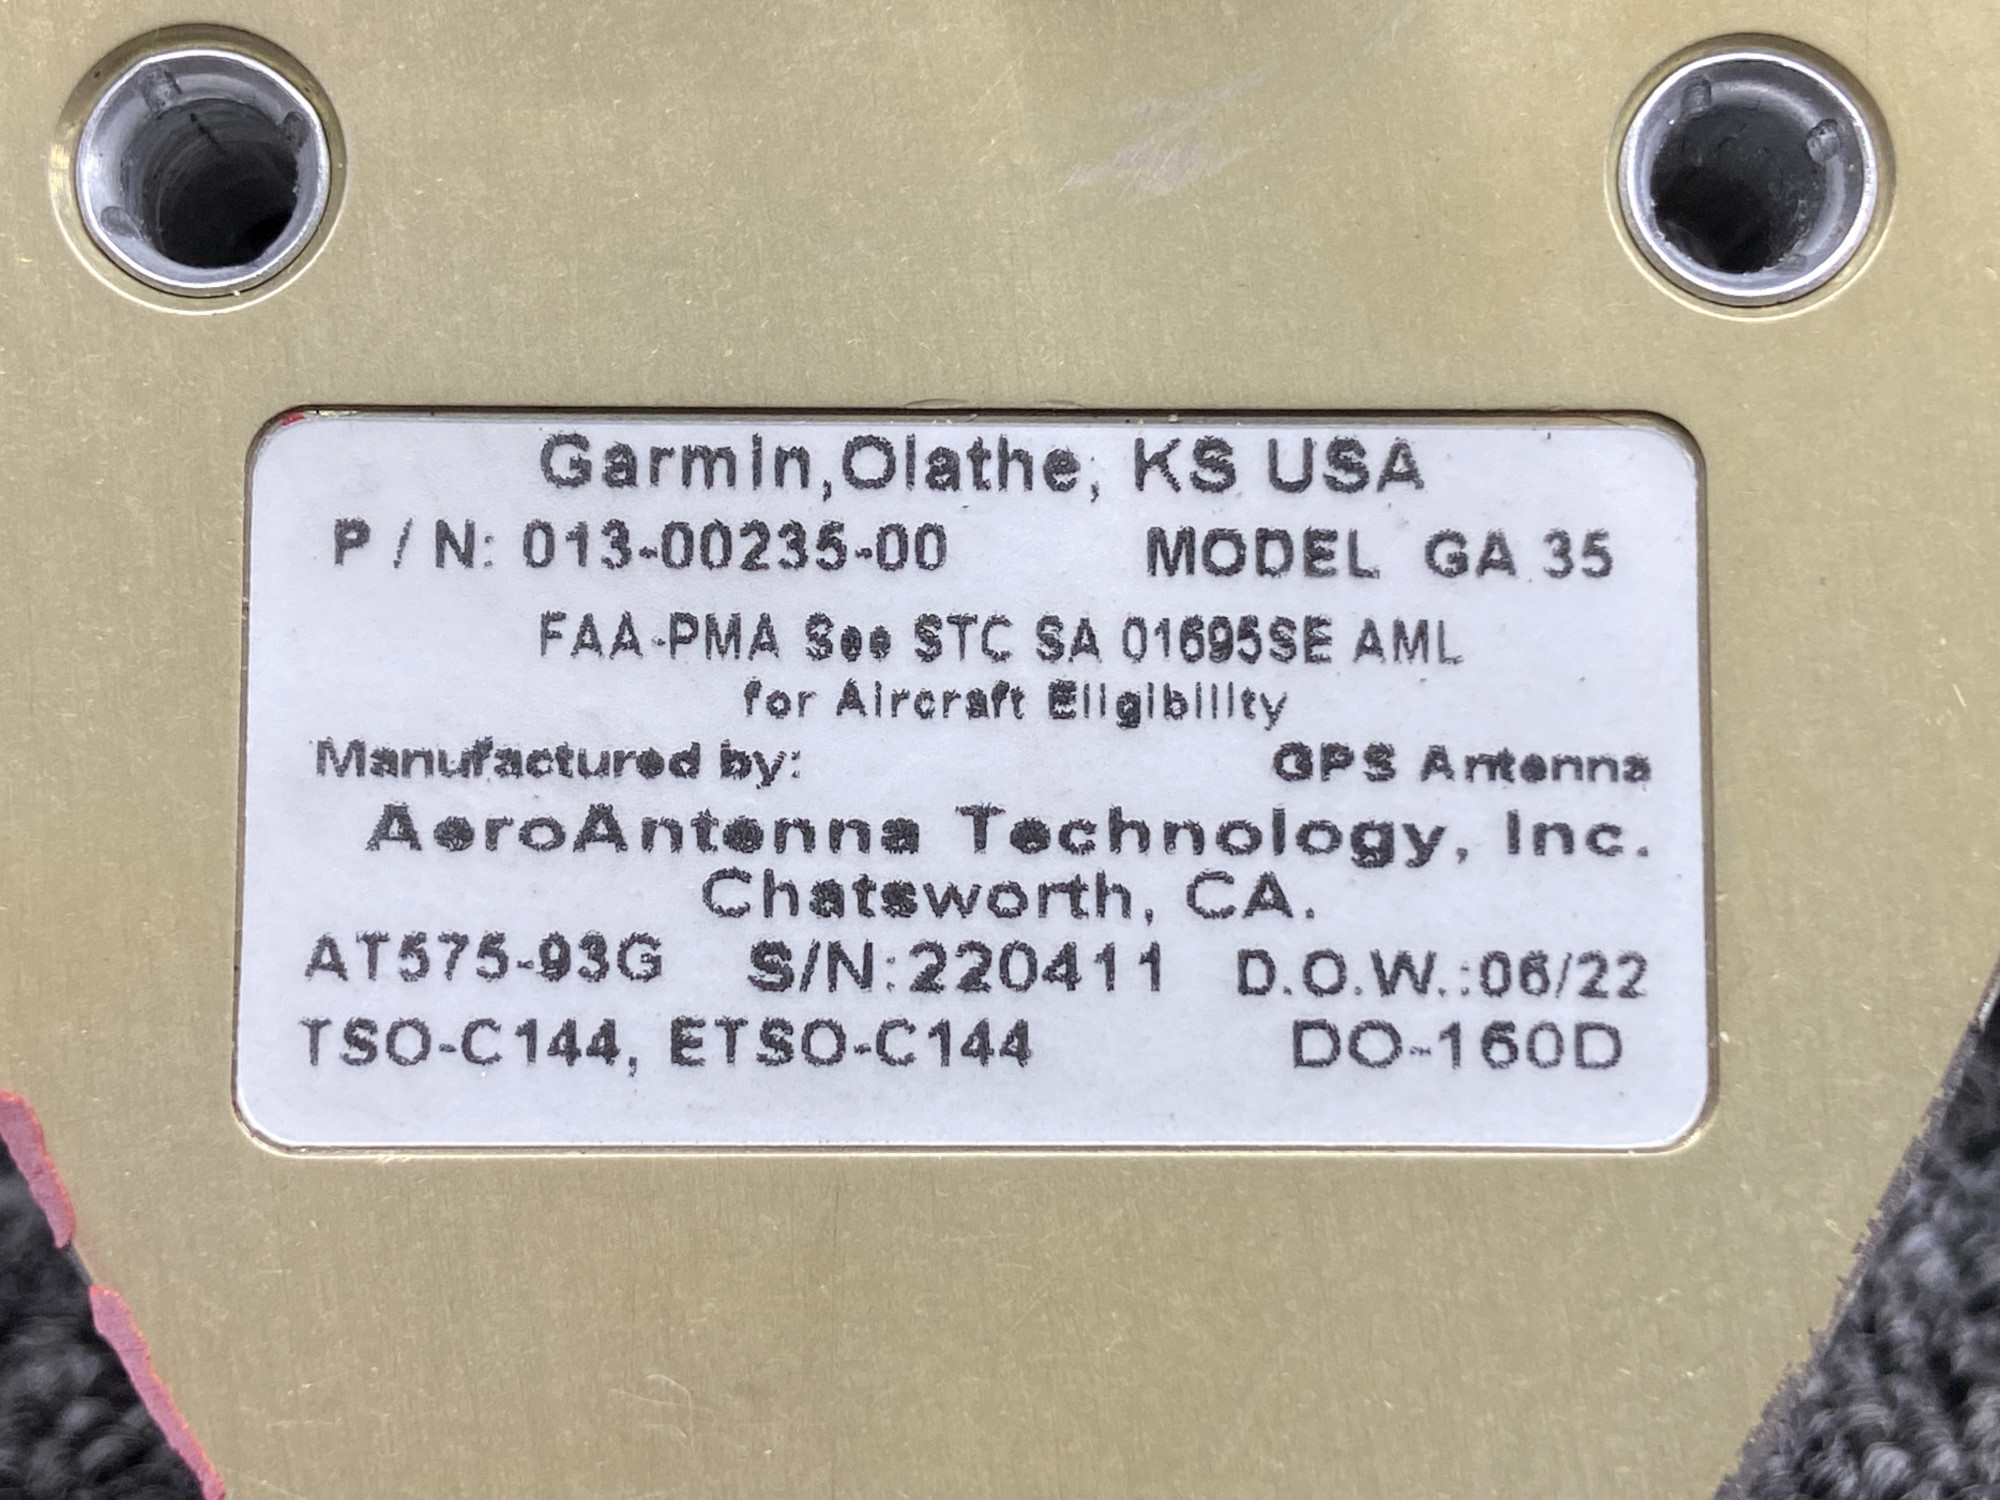 Garmin,Olathe, KS USA
P / N: 013-00235-00 MODEL GA 35
FAA-PMA See STC SA 01695SE AML
for Aircraft Eligibility
Manufactured by: GPS Antenna
AeroAntenna Technology, Inc.
Chatsworth, CA.
AT575-93G S/N:220411 D.O.W.:06/22
TSO-C144, ETSO-C144 DO-160D